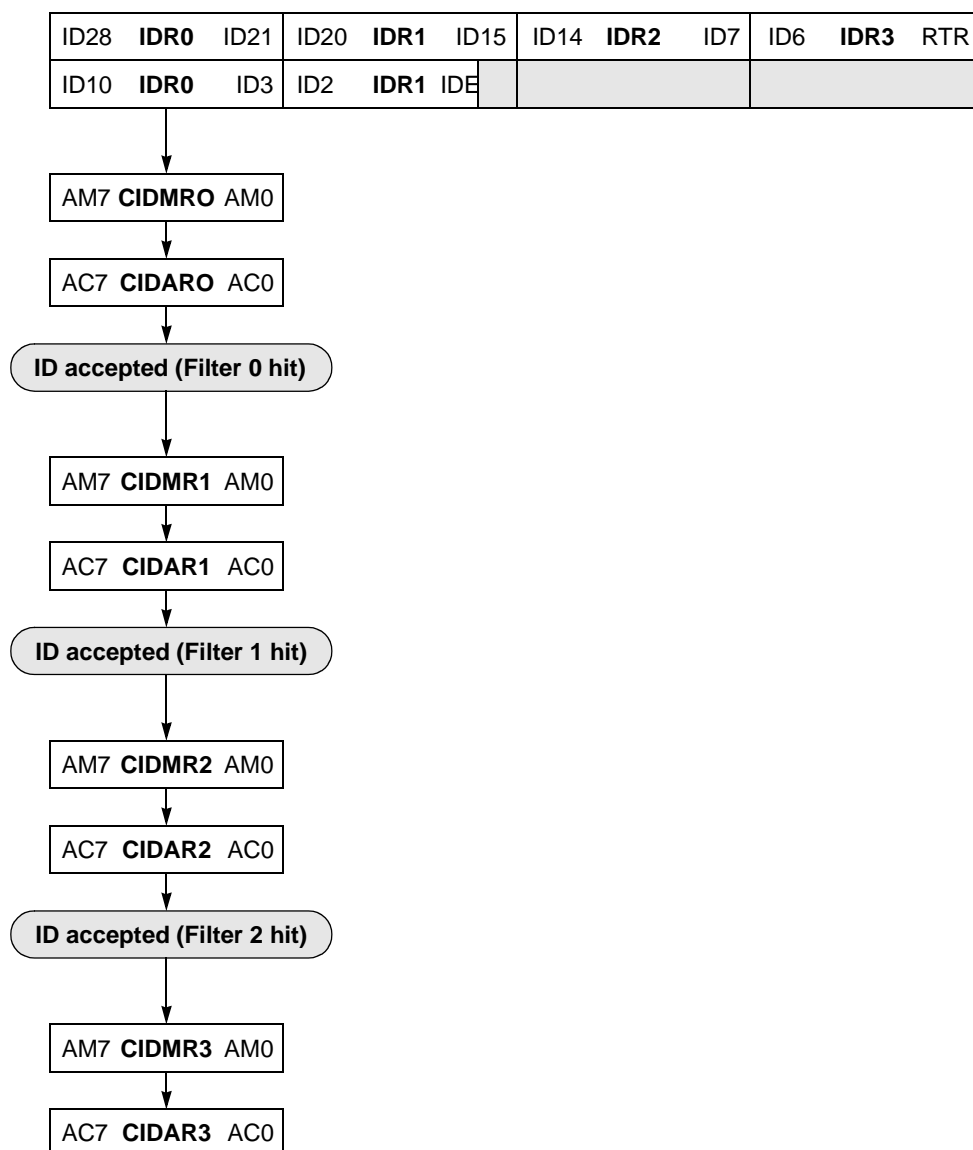 ID28 IDR0 ID21 ID20 IDR1 ID15 ID14 IDR2 ID7 ID6 IDR3 RTR
ID10 IDR0 ID3 ID2 IDR1 IDE
AM7 CIDMRO AM0
AC7 CIDARO AC0
ID accepted (Filter 0 hit)
AM7 CIDMR1 AM0
AC7 CIDAR1 AC0
ID accepted (Filter 1 hit)
AM7 CIDMR2 AM0
AC7 CIDAR2 AC0
ID accepted (Filter 2 hit)
AM7 CIDMR3 AM0
AC7 CIDAR3 AC0